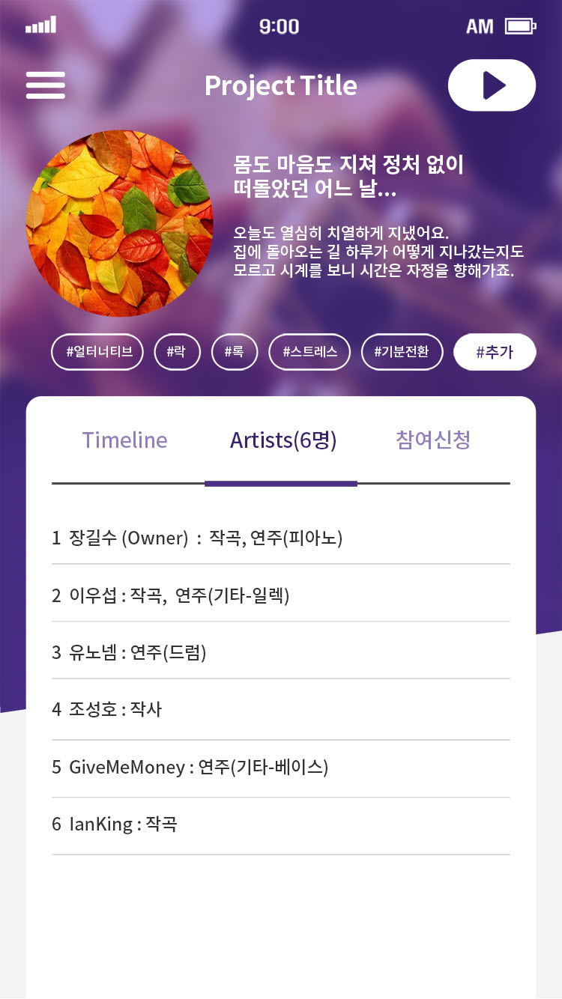 9:00 AM
Project Title
몸도 마음도 지쳐 정처 없이
떠돌았던 어느 날...
오늘도 열심히 치열하게 지냈어요.
집에 돌아오는 길 하루가 어떻게 지나갔는지도
모르고 시계를 보니 시간은 자정을 향해가죠.
#얼터너티브 #락 #록 #스트레스 #기분전환 #추가
Timeline Artists(6명) 참여신청
1 장길수 (Owner) : 작곡, 연주(피아노)
2 이우섭 : 작곡, 연주(기타-일렉)
3 유노넴 : 연주(드럼)
4 조성호 : 작사
5 GiveMeMoney : 연주(기타-베이스)
6 IanKing : 작곡